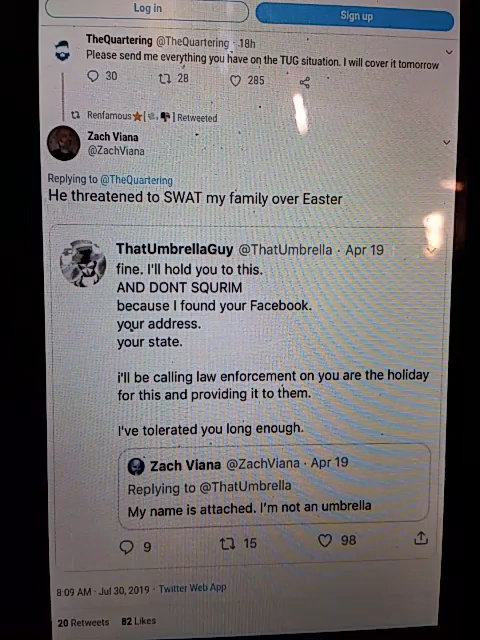 Log in
Sign up
TheQuartering @TheQuartering · 18h
Please send me everything you have on the TUG situation. I will cover it tomorrow
30 28 285
Renfamous | Retweeted
Zach Viana
@ZachViana
Replying to @TheQuartering
He threatened to SWAT my family over Easter
ThatUmbrellaGuy @ThatUmbrella · Apr 19
fine. I'll hold you to this.
AND DONT SQURIM
because I found your Facebook.
your address.
your state.
i'll be calling law enforcement on you are the holiday
for this and providing it to them.
I've tolerated you long enough.
Zach Viana @ZachViana · Apr 19
Replying to @ThatUmbrella
My name is attached. I'm not an umbrella
9 15 98
8:09 AM · Jul 30, 2019 · Twitter Web App
20 Retweets 82 Likes